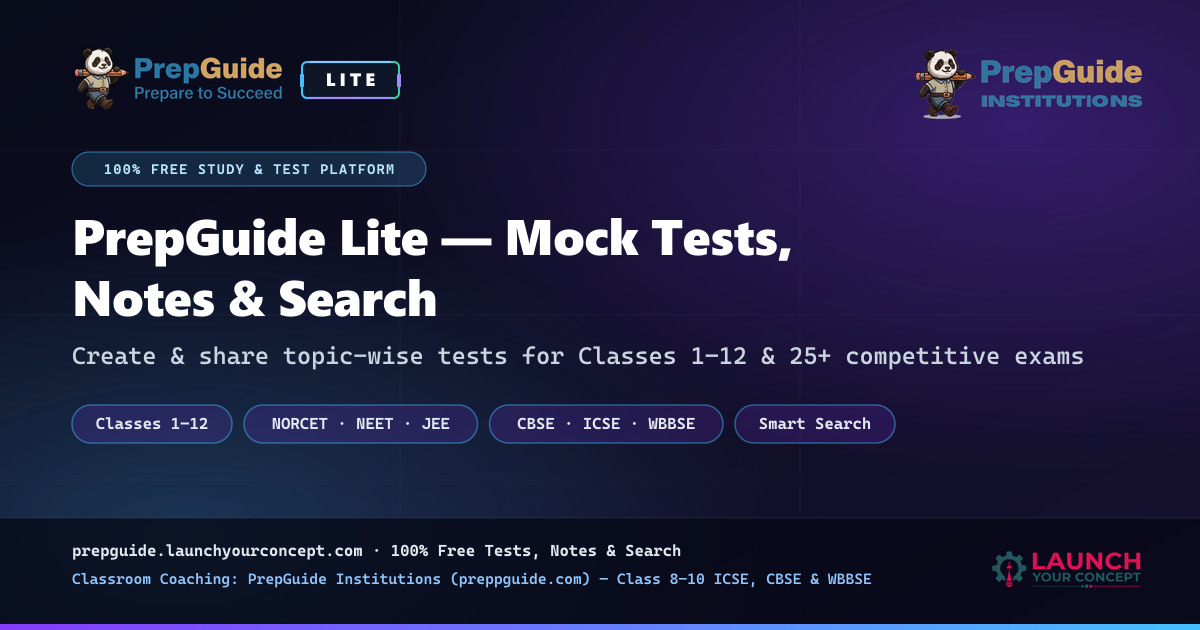 PrepGuide
Prepare to Succeed
LITE
PrepGuide
INSTITUTIONS
100% FREE STUDY & TEST PLATFORM
PrepGuide Lite — Mock Tests,
Notes & Search
Create & share topic-wise tests for Classes 1–12 & 25+ competitive exams
Classes 1–12
NORCET · NEET · JEE
CBSE · ICSE · WBBSE
Smart Search
prepguide.launchyourconcept.com · 100% Free Tests, Notes & Search
Classroom Coaching: PrepGuide Institutions (preppguide.com) — Class 8–10 ICSE, CBSE & WBBSE
LAUNCH
YOUR CONCEPT